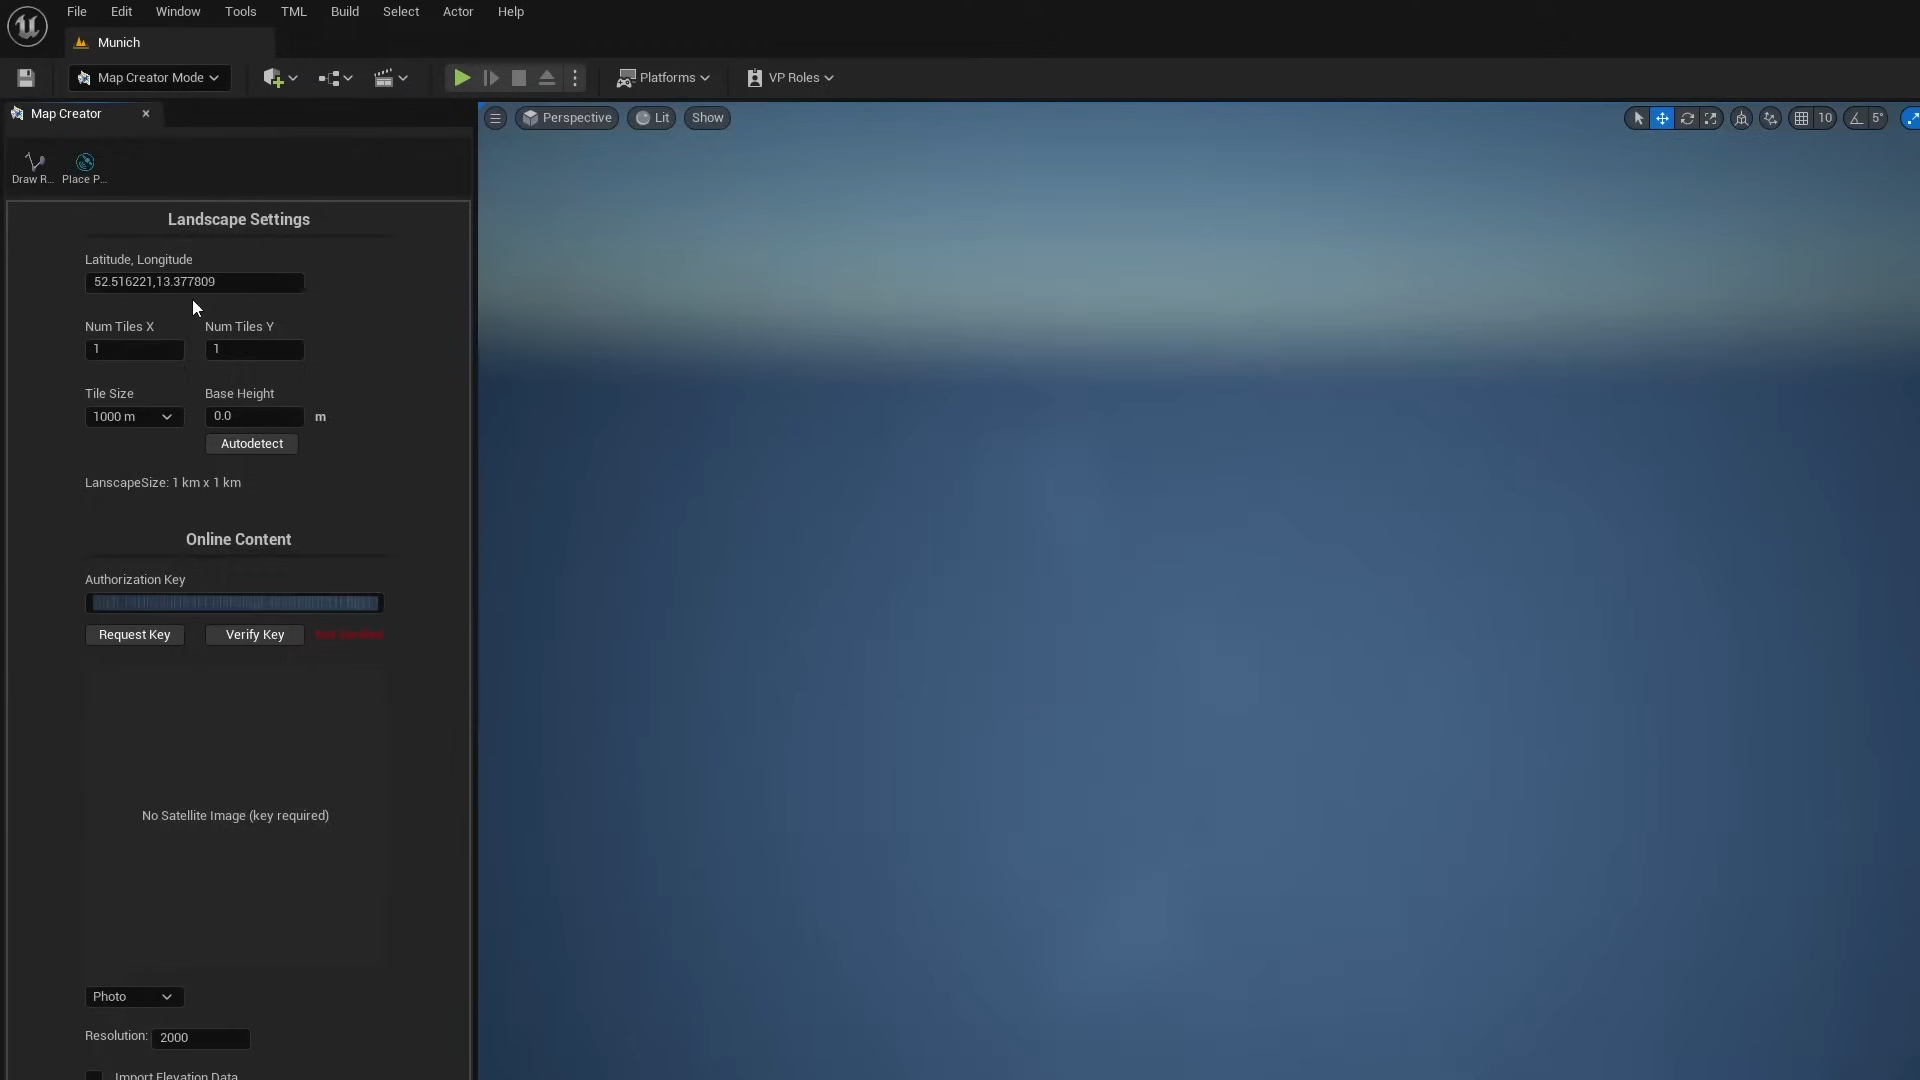 File Edit Window Tools TML Build Select Actor Help
Munich
Map Creator Mode Platforms VP Roles
Map Creator
Perspective Lit Show 10 5°
Draw R... Place P...
Landscape Settings
Latitude, Longitude
52.516221,13.377809
Num Tiles X Num Tiles Y
1 1
Tile Size Base Height
1000 m 0.0 m
Autodetect
LanscapeSize: 1 km x 1 km
Online Content
Authorization Key
Request Key Verify Key
No Satellite Image (key required)
Photo
Resolution: 2000
Import Elevation Data